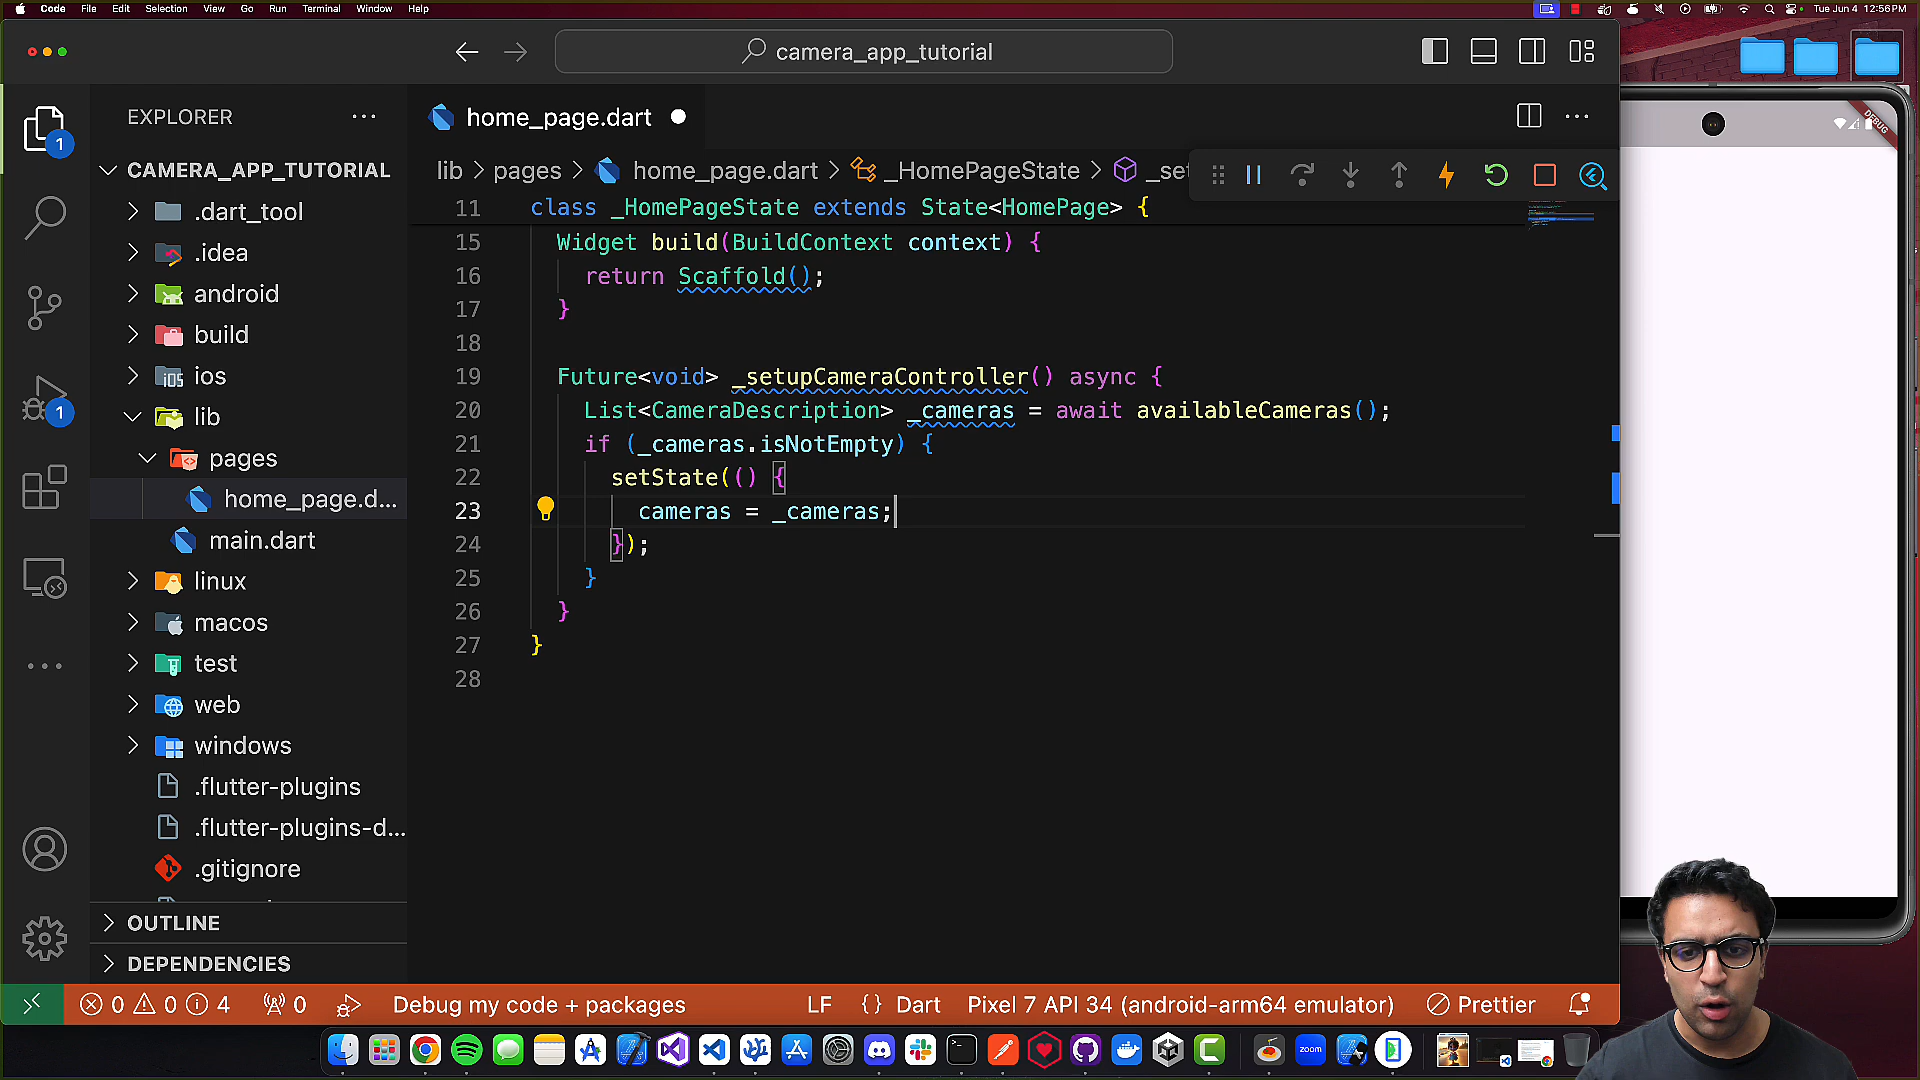 Code File Edit Selection View Go Run Terminal Window Help
Tue Jun 4 12:56 PM
camera_app_tutorial
EXPLORER
home_page.dart
CAMERA_APP_TUTORIAL
.dart_tool
.idea
android
build
ios
lib
pages
home_page.d...
main.dart
linux
macos
test
web
windows
.flutter-plugins
.flutter-plugins-d...
.gitignore
OUTLINE
DEPENDENCIES
1
1
lib > pages > home_page.dart > _HomePageState > _set
11 class _HomePageState extends State<HomePage> {
15 Widget build(BuildContext context) {
16 return Scaffold();
17 }
18
19 Future<void> _setupCameraController() async {
20 List<CameraDescription> _cameras = await availableCameras();
21 if (_cameras.isNotEmpty) {
22 setState(() {
23 cameras = _cameras;
24 });
25 }
26 }
27 }
28
DEBUG
0 0 4 0 Debug my code + packages LF {} Dart Pixel 7 API 34 (android-arm64 emulator) Prettier
zoom